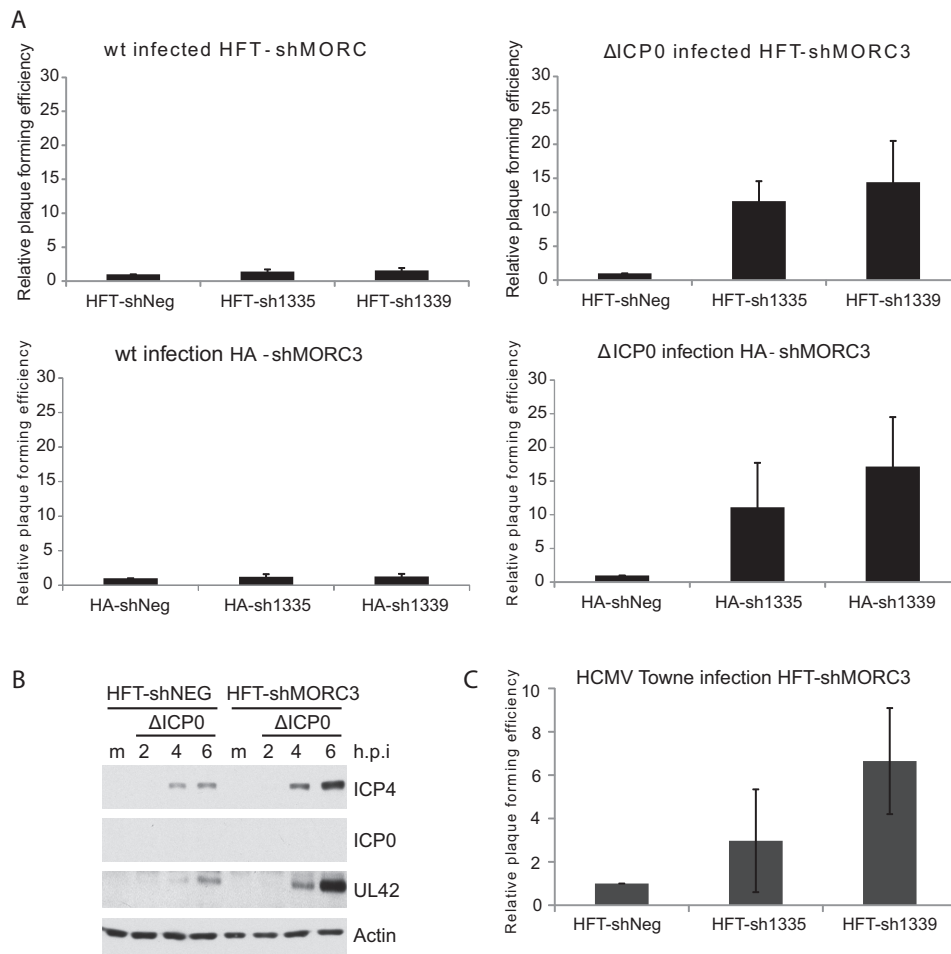 A
wt infected HFT-shMORC
Relative plaque forming efficiency
30
25
20
15
10
5
0
HFT-shNeg HFT-sh1335 HFT-sh1339
ΔICP0 infected HFT-shMORC3
Relative plaque forming efficiency
30
25
20
15
10
5
0
HFT-shNeg HFT-sh1335 HFT-sh1339
wt infection HA-shMORC3
Relative plaque forming efficiency
30
25
20
15
10
5
0
HA-shNeg HA-sh1335 HA-sh1339
ΔICP0 infection HA-shMORC3
Relative plaque forming efficiency
30
25
20
15
10
5
0
HA-shNeg HA-sh1335 HA-sh1339
B
HFT-shNEG HFT-shMORC3
ΔICP0 ΔICP0
m 2 4 6 m 2 4 6 h.p.i
ICP4
ICP0
UL42
Actin
C
HCMV Towne infection HFT-shMORC3
Relative plaque forming efficiency
10
8
6
4
2
0
HFT-shNeg HFT-sh1335 HFT-sh1339